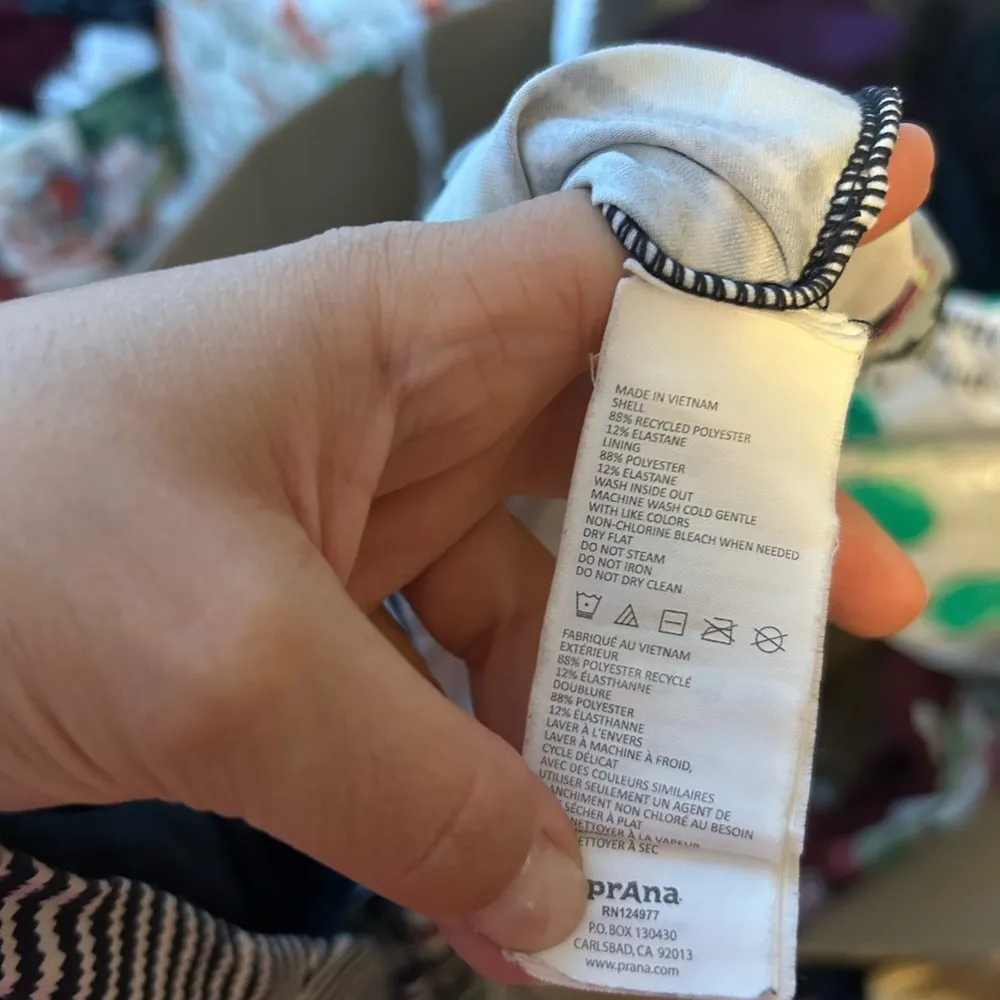 MADE IN VIETNAM
SHELL
88% RECYCLED POLYESTER
12% ELASTANE
LINING
88% POLYESTER
12% ELASTANE
WASH INSIDE OUT
MACHINE WASH COLD GENTLE
WITH LIKE COLORS
NON-CHLORINE BLEACH WHEN NEEDED
DRY FLAT
DO NOT STEAM
DO NOT IRON
DO NOT DRY CLEAN
FABRIQUÉ AU VIETNAM
EXTÉRIEUR
88% POLYESTER RECYCLÉ
12% ÉLASTHANNE
DOUBLURE
88% POLYESTER
12% ÉLASTHANNE
LAVER À L'ENVERS
LAVER À MACHINE À FROID,
CYCLE DÉLICAT
AVEC DES COULEURS SIMILAIRES
UTILISER SEULEMENT UN AGENT DE
ANCHIMENT NON CHLORÉ AU BESOIN
SÉCHER À PLAT
NETTOYER À LA VAPEUR
ETTOYER À SEC
prAna
RN124977
P.O. BOX 130430
CARLSBAD, CA 92013
www.prana.com